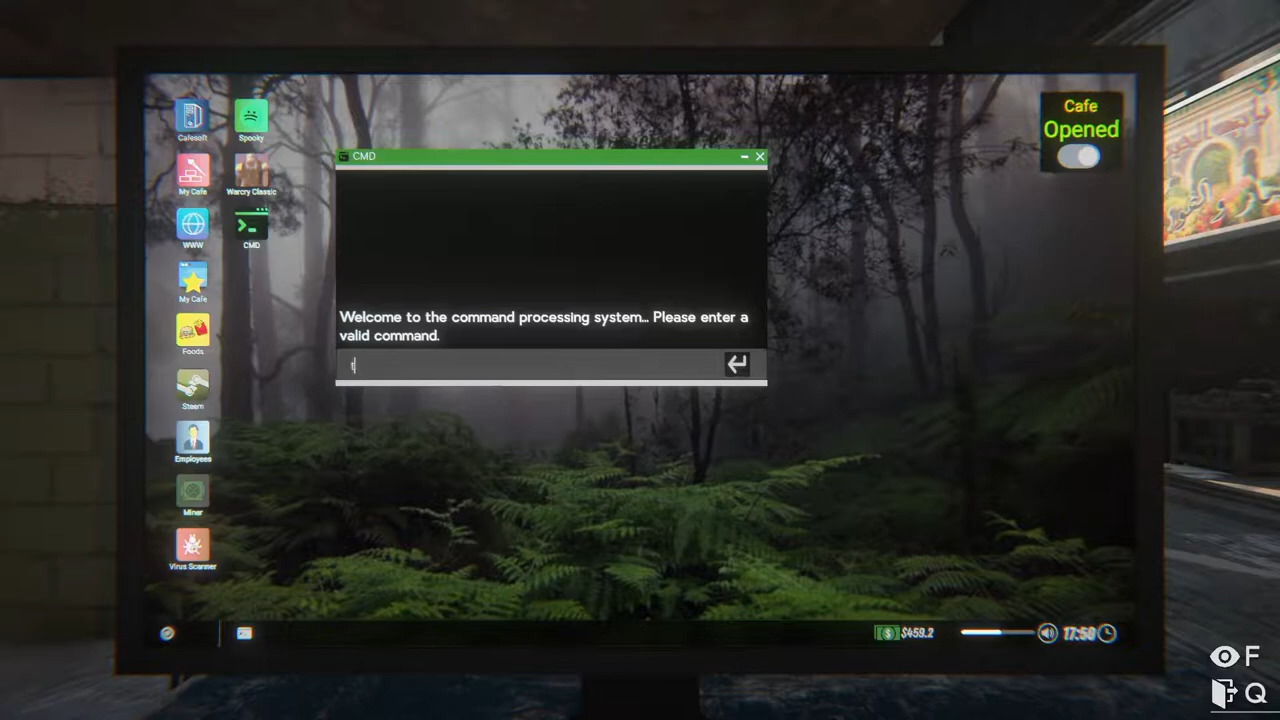 Cafesoft
Spooky
My Cafe
Warcry Classic
WWW
CMD
My Cafe
Foods
Steem
Employees
Miner
Virus Scanner
CMD
Welcome to the command processing system... Please enter a
valid command.
t
Cafe
Opened
$459.2
17:50
F
Q